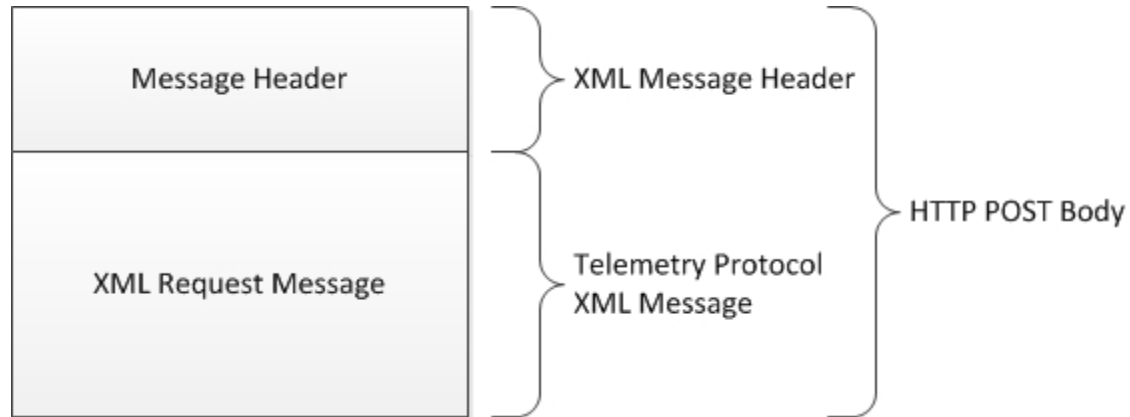 Message Header
XML Message Header
HTTP POST Body
XML Request Message
Telemetry Protocol
XML Message